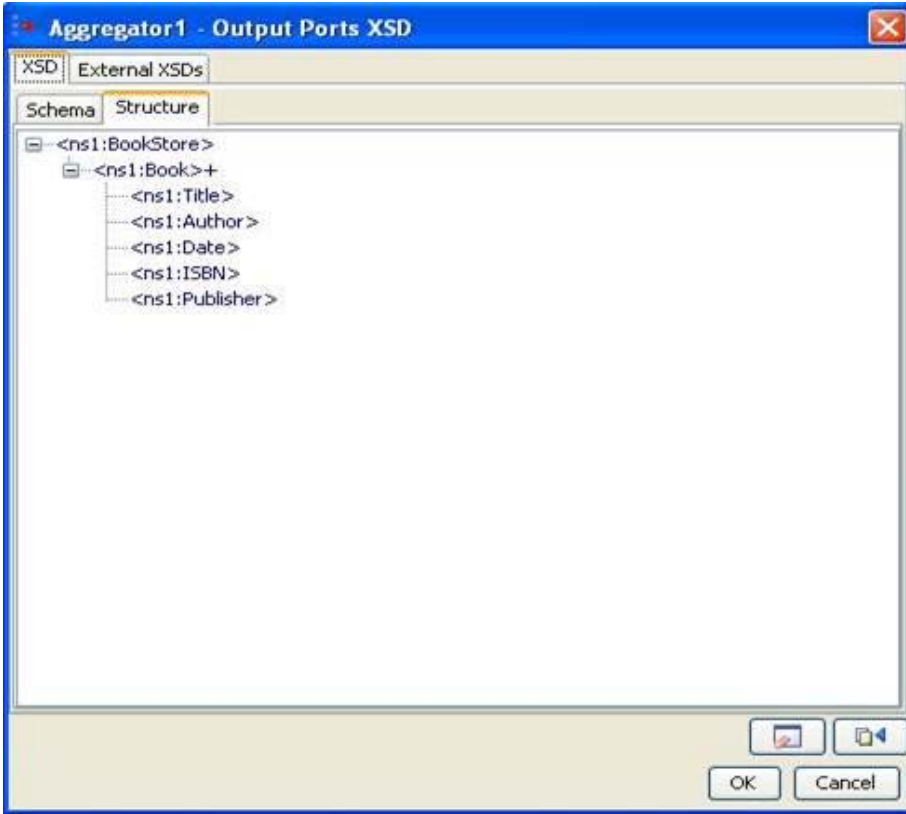 Aggregator1 - Output Ports XSD
XSD External XSDs
Schema Structure
<ns1:BookStore>
<ns1:Book>+
<ns1:Title>
<ns1:Author>
<ns1:Date>
<ns1:ISBN>
<ns1:Publisher>
OK Cancel